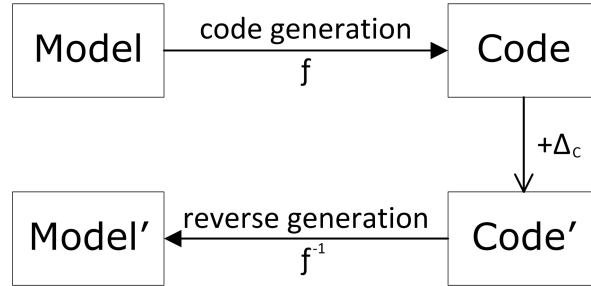 Model
code generation
f
Code
+Δc
Model'
reverse generation
f-1
Code'